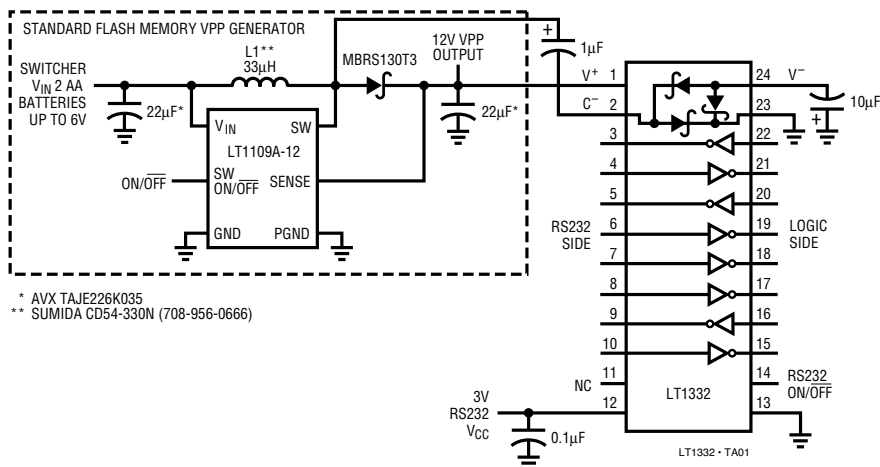 STANDARD FLASH MEMORY VPP GENERATOR
L1**
33µH
MBRS130T3
12V VPP
OUTPUT
SWITCHER
VIN 2 AA
BATTERIES
UP TO 6V
22µF*
22µF*
+
1µF
VIN
SW
LT1109A-12
SW
ON/OFF
SENSE
GND
PGND
ON/OFF
* AVX TAJE226K035
** SUMIDA CD54-330N (708-956-0666)
V+
1
24
V–
C–
2
23
10µF
+
3
22
4
21
5
20
RS232
SIDE
6
19
LOGIC
SIDE
7
18
8
17
9
16
10
15
NC
11
14
RS232
ON/OFF
LT1332
3V
RS232
VCC
12
13
0.1µF
LT1332 • TA01